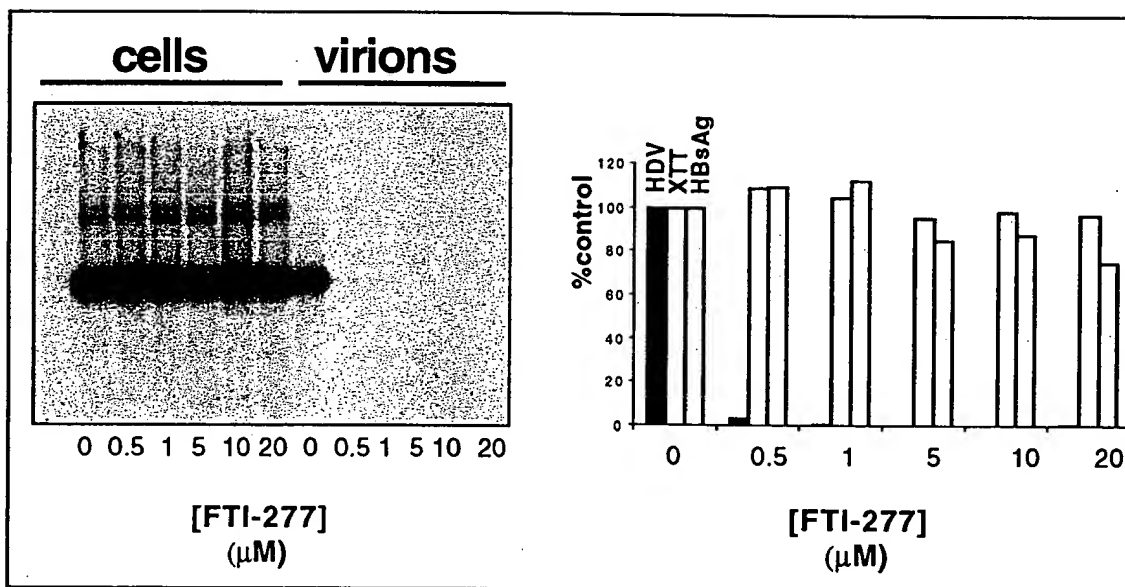 cells virions
0 0.5 1 5 10 20 0 0.5 1 5 10 20
[FTI-277]
(μM)
HDV
XTT
HBsAg
%control
120
100
80
60
40
20
0
0 0.5 1 5 10 20
[FTI-277]
(μM)